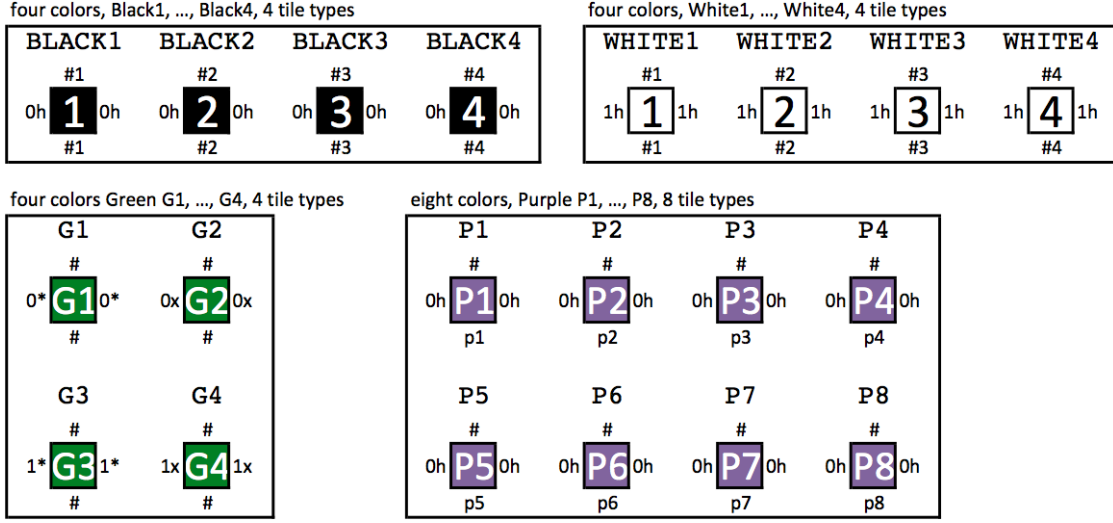 four colors, Black1, ..., Black4, 4 tile types
BLACK1 BLACK2 BLACK3 BLACK4
#1 #2 #3 #4
0h 1 0h 0h 2 0h 0h 3 0h 0h 4 0h
#1 #2 #3 #4
four colors, White1, ..., White4, 4 tile types
WHITE1 WHITE2 WHITE3 WHITE4
#1 #2 #3 #4
1h 1 1h 1h 2 1h 1h 3 1h 1h 4 1h
#1 #2 #3 #4
four colors Green G1, ..., G4, 4 tile types
G1 G2
# #
0* G1 0* 0x G2 0x
# #
G3 G4
# #
1* G3 1* 1x G4 1x
# #
eight colors, Purple P1, ..., P8, 8 tile types
P1 P2 P3 P4
# # # #
0h P1 0h 0h P2 0h 0h P3 0h 0h P4 0h
p1 p2 p3 p4
P5 P6 P7 P8
# # # #
0h P5 0h 0h P6 0h 0h P7 0h 0h P8 0h
p5 p6 p7 p8